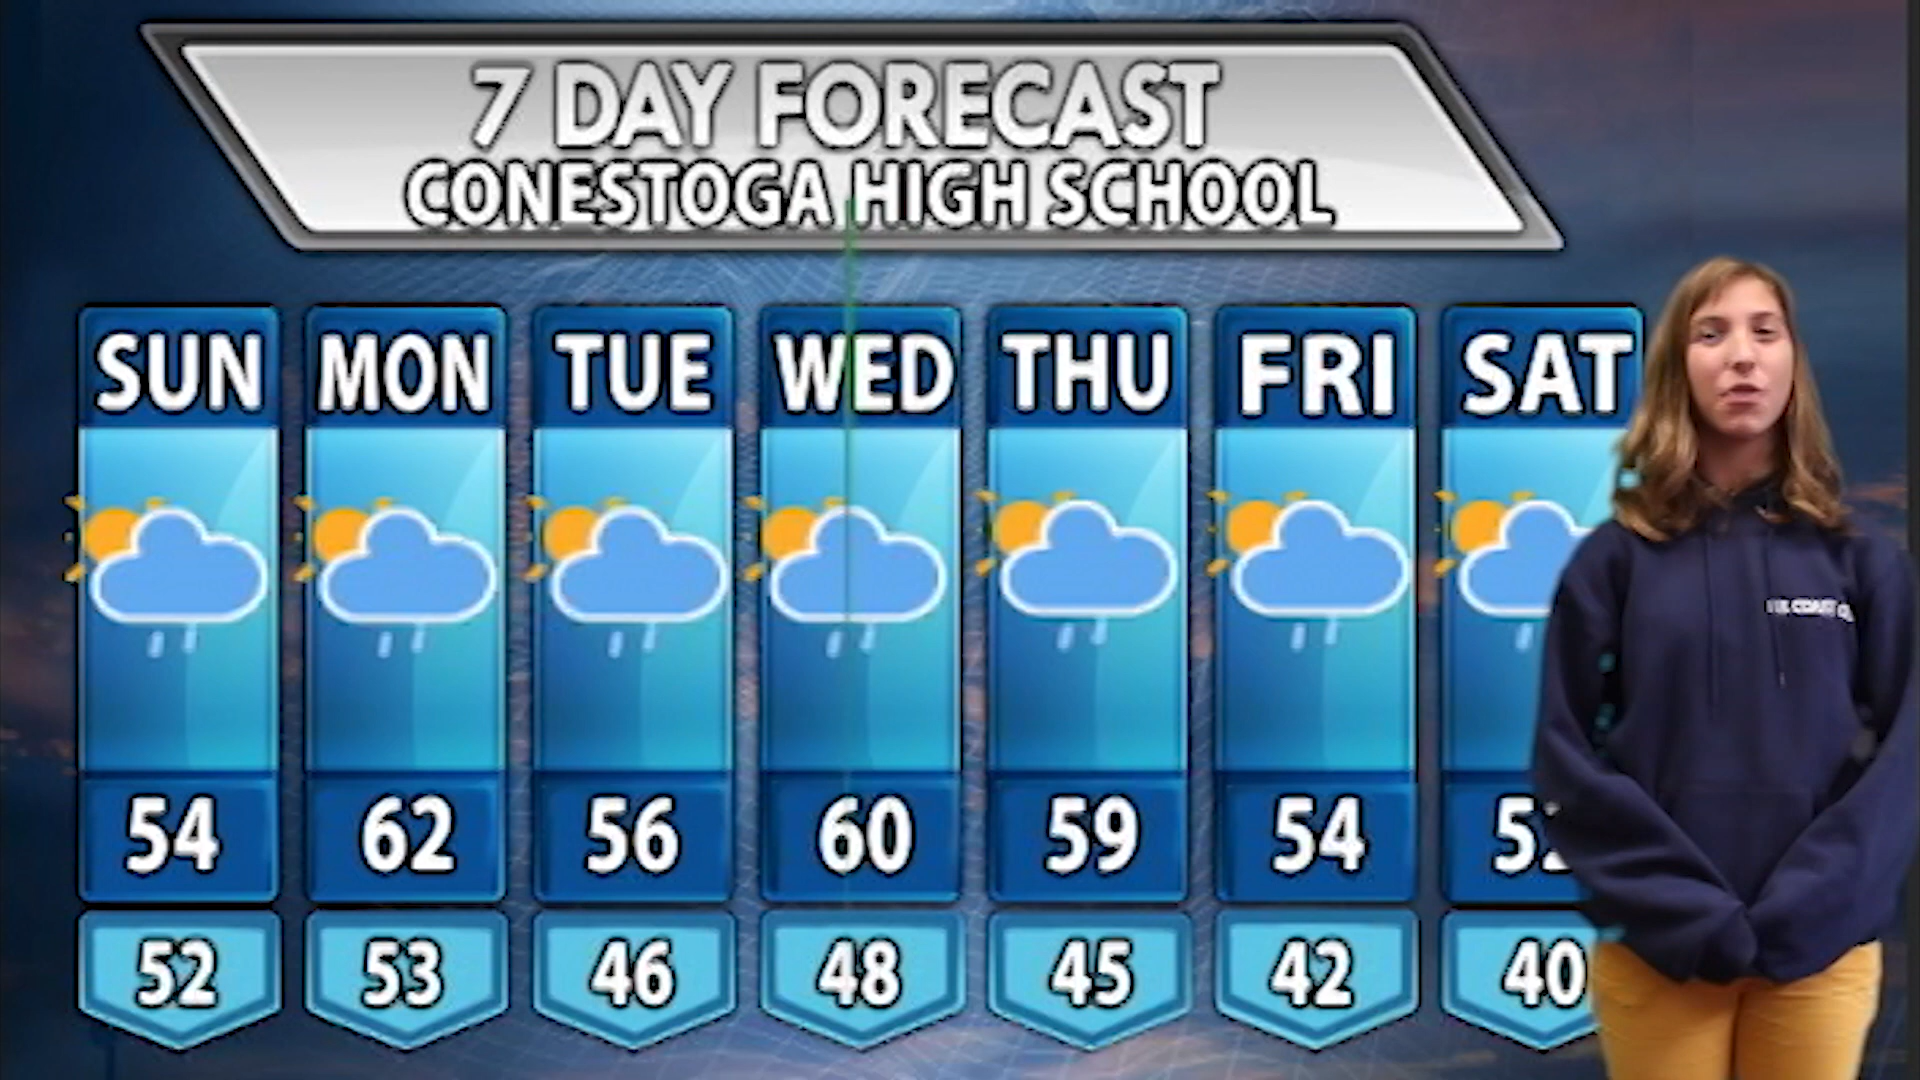 7 DAY FORECAST
CONESTOGA HIGH SCHOOL
SUN MON TUE WED THU FRI SAT
54 62 56 60 59 54
52 53 46 48 45 42 40